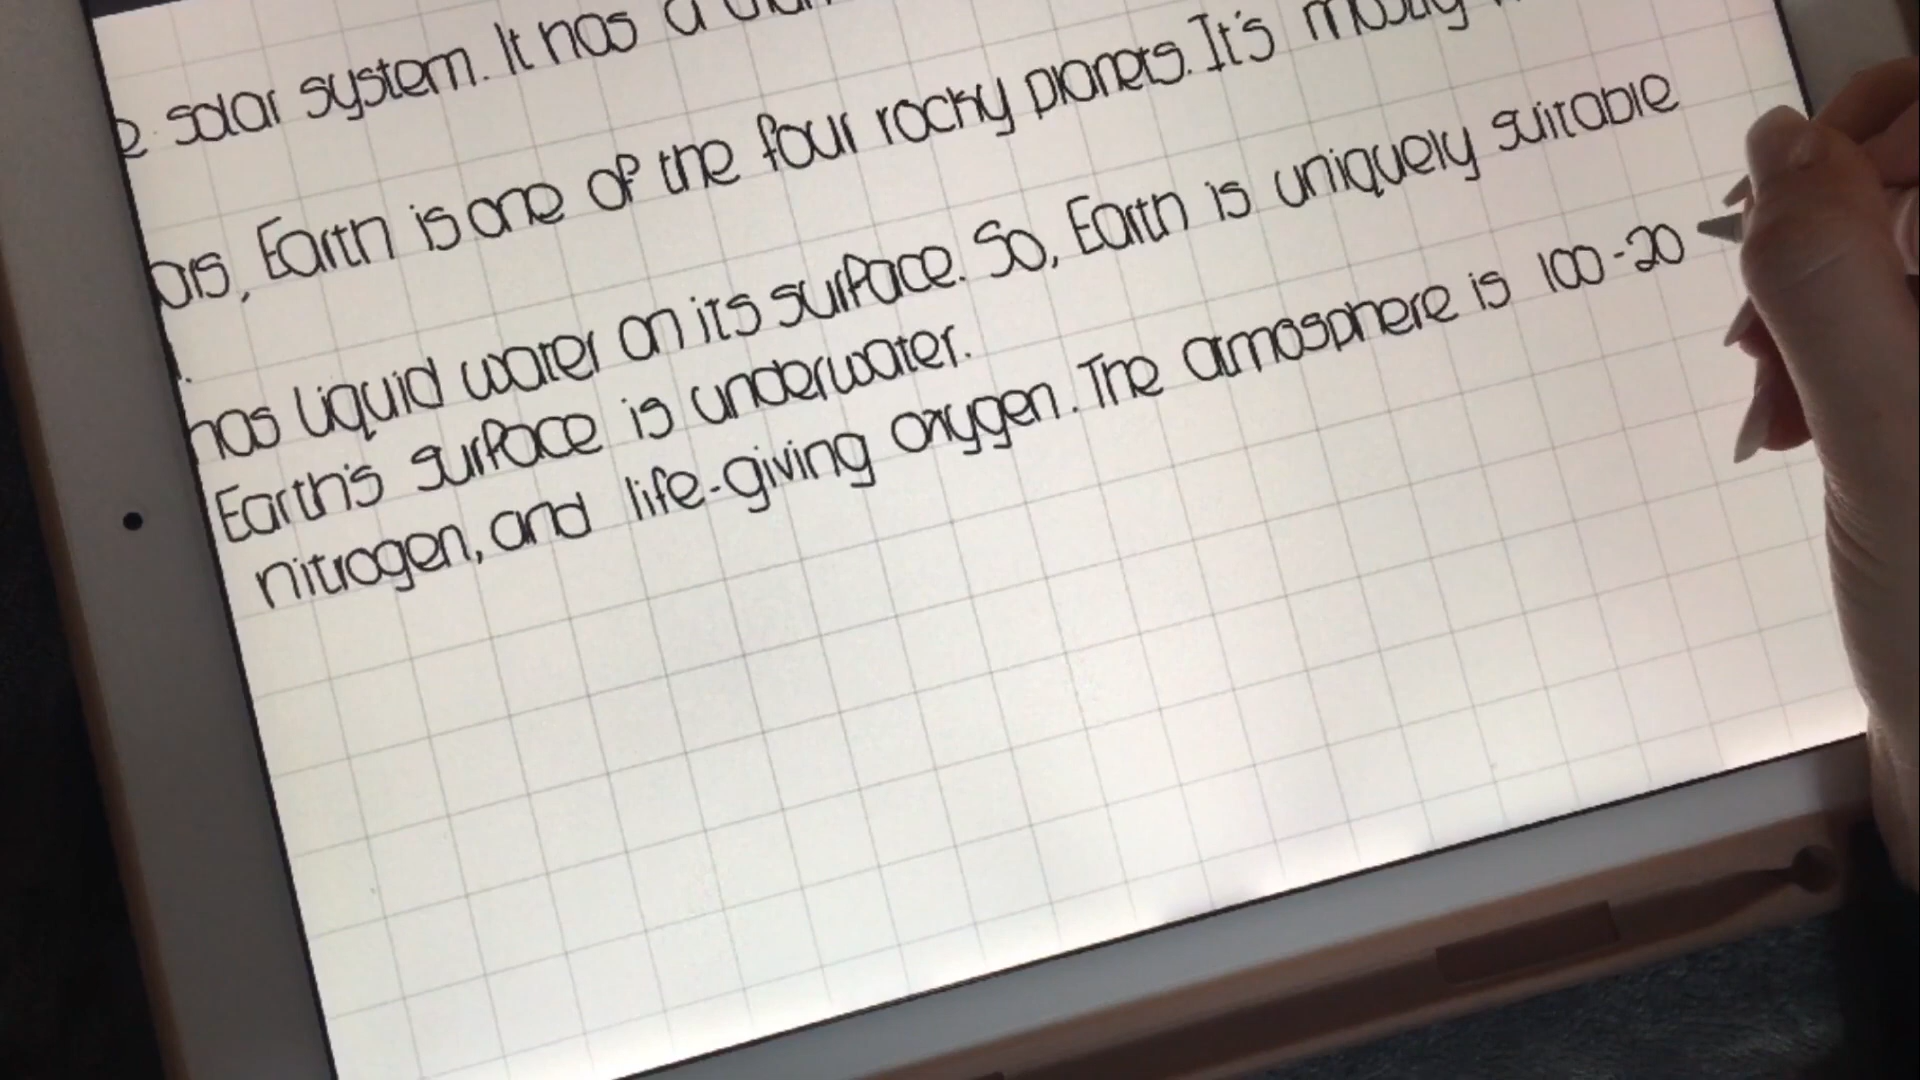 solar system. It has a
Earth is one of the four rocky planets. It's mostly
has liquid water on its surface. So, Earth is uniquely suitable
Earth's surface is underwater.
nitrogen, and life-giving oxygen. The atmosphere is 100-20